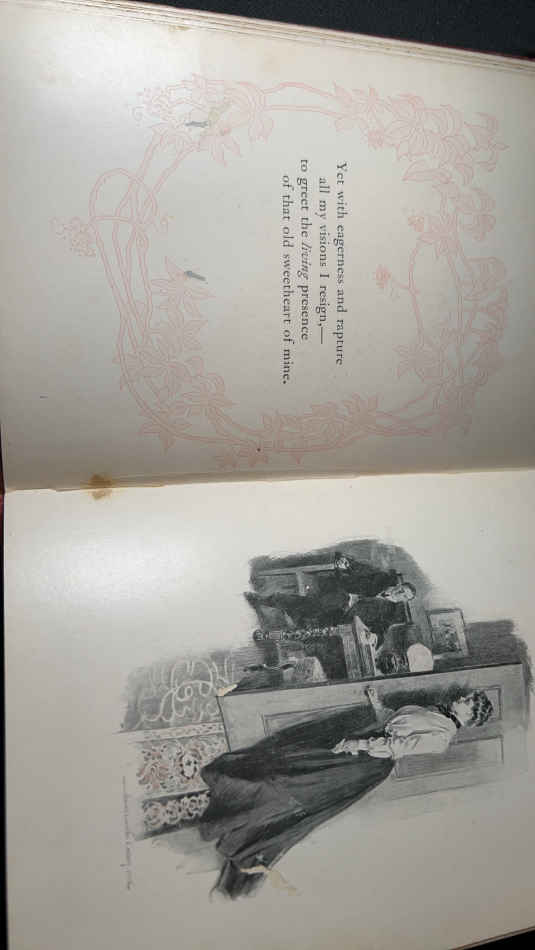 Yet with eagerness and rapture
all my visions I resign,—
to greet the living presence
of that old sweetheart of mine.